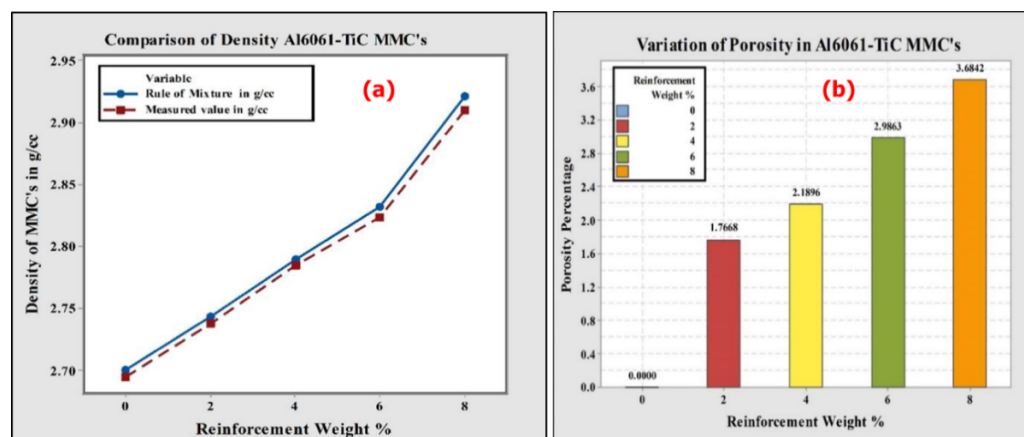 Comparison of Density Al6061-TiC MMC's
(a)
Variable
Rule of Mixture in g/cc
Measured value in g/cc
Density of MMC's in g/cc
2.95
2.90
2.85
2.80
2.75
2.70
0 2 4 6 8
Reinforcement Weight %
Variation of Porosity in Al6061-TiC MMC's
(b)
Reinforcement
Weight %
0
2
4
6
8
Porosity Percentage
3.6
3.2
2.8
2.4
2.0
1.6
1.2
0.8
0.4
0.0
0.0000
1.7668
2.1896
2.9863
3.6842
0 2 4 6 8
Reinforcement Weight %